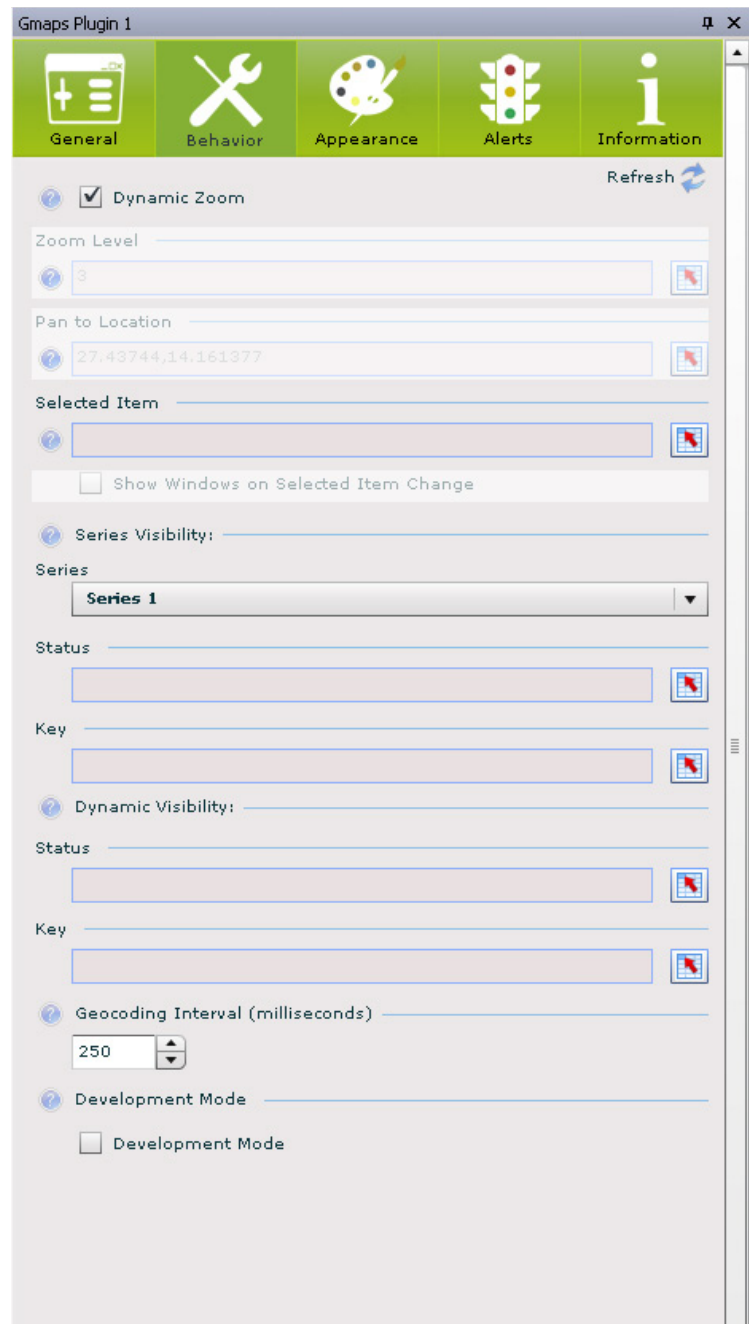 Gmaps Plugin 1
General
Behavior
Appearance
Alerts
Information
Refresh
Dynamic Zoom
Zoom Level
3
Pan to Location
27.43744,14.161377
Selected Item
Show Windows on Selected Item Change
Series Visibility:
Series
Series 1
Status
Key
Dynamic Visibility:
Status
Key
Geocoding Interval (milliseconds)
250
Development Mode
Development Mode